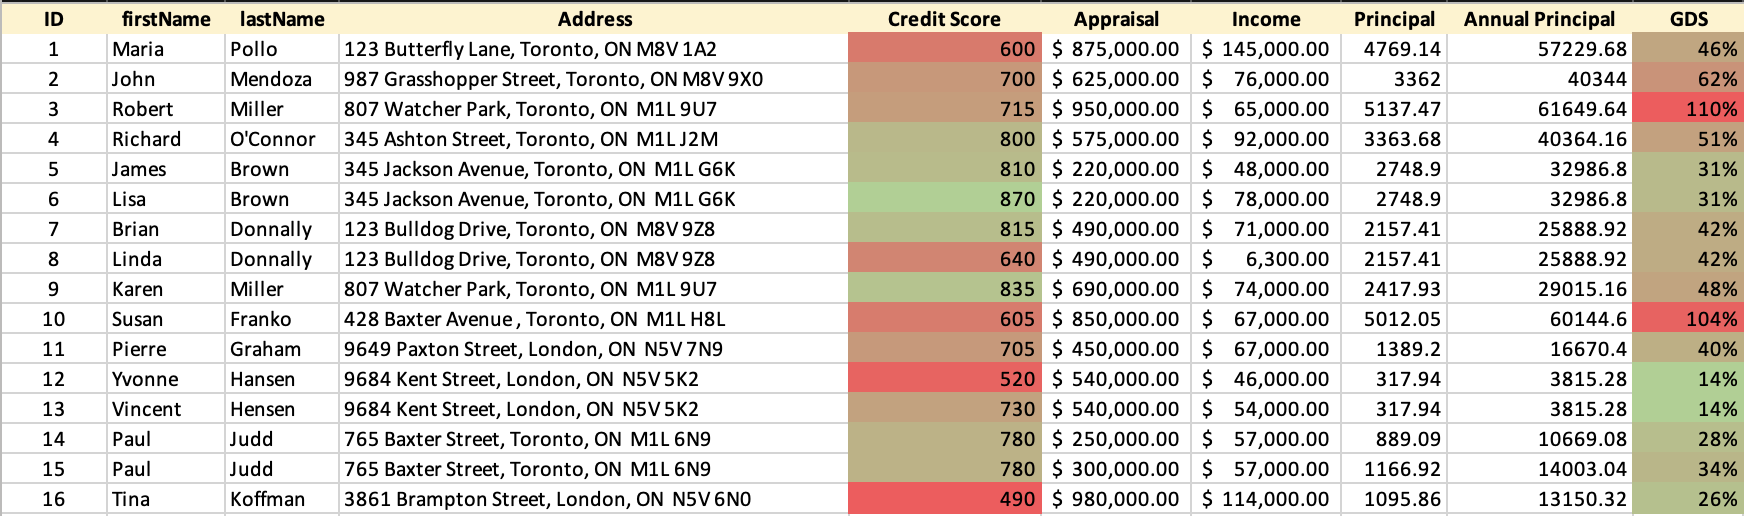 ID firstName lastName Address Credit Score Appraisal Income Principal Annual Principal GDS
1 Maria Pollo 123 Butterfly Lane, Toronto, ON M8V 1A2 600 $ 875,000.00 $ 145,000.00 4769.14 57229.68 46%
2 John Mendoza 987 Grasshopper Street, Toronto, ON M8V 9X0 700 $ 625,000.00 $ 76,000.00 3362 40344 62%
3 Robert Miller 807 Watcher Park, Toronto, ON M1L 9U7 715 $ 950,000.00 $ 65,000.00 5137.47 61649.64 110%
4 Richard O'Connor 345 Ashton Street, Toronto, ON M1L J2M 800 $ 575,000.00 $ 92,000.00 3363.68 40364.16 51%
5 James Brown 345 Jackson Avenue, Toronto, ON M1L G6K 810 $ 220,000.00 $ 48,000.00 2748.9 32986.8 31%
6 Lisa Brown 345 Jackson Avenue, Toronto, ON M1L G6K 870 $ 220,000.00 $ 78,000.00 2748.9 32986.8 31%
7 Brian Donnally 123 Bulldog Drive, Toronto, ON M8V 9Z8 815 $ 490,000.00 $ 71,000.00 2157.41 25888.92 42%
8 Linda Donnally 123 Bulldog Drive, Toronto, ON M8V 9Z8 640 $ 490,000.00 $ 6,300.00 2157.41 25888.92 42%
9 Karen Miller 807 Watcher Park, Toronto, ON M1L 9U7 835 $ 690,000.00 $ 74,000.00 2417.93 29015.16 48%
10 Susan Franko 428 Baxter Avenue , Toronto, ON M1L H8L 605 $ 850,000.00 $ 67,000.00 5012.05 60144.6 104%
11 Pierre Graham 9649 Paxton Street, London, ON N5V 7N9 705 $ 450,000.00 $ 67,000.00 1389.2 16670.4 40%
12 Yvonne Hansen 9684 Kent Street, London, ON N5V 5K2 520 $ 540,000.00 $ 46,000.00 317.94 3815.28 14%
13 Vincent Hensen 9684 Kent Street, London, ON N5V 5K2 730 $ 540,000.00 $ 54,000.00 317.94 3815.28 14%
14 Paul Judd 765 Baxter Street, Toronto, ON M1L 6N9 780 $ 250,000.00 $ 57,000.00 889.09 10669.08 28%
15 Paul Judd 765 Baxter Street, Toronto, ON M1L 6N9 780 $ 300,000.00 $ 57,000.00 1166.92 14003.04 34%
16 Tina Koffman 3861 Brampton Street, London, ON N5V 6N0 490 $ 980,000.00 $ 114,000.00 1095.86 13150.32 26%